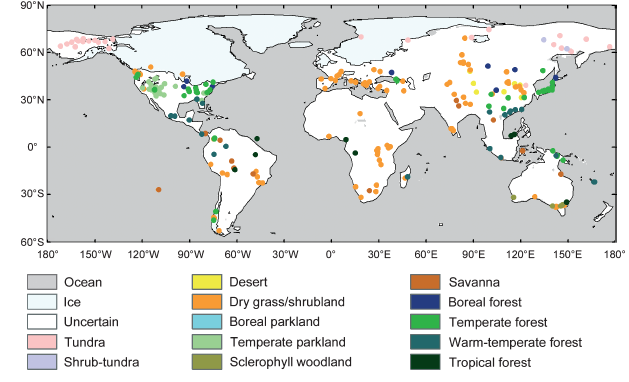 90°N
60°N
30°N
0°
30°S
60°S
180°W 150°W 120°W 90°W 60°W 30°W 0° 30°E 60°E 90°E 120°E 150°E 180°E
Ocean Desert Savanna
Ice Dry grass/shrubland Boreal forest
Uncertain Boreal parkland Temperate forest
Tundra Temperate parkland Warm-temperate forest
Shrub-tundra Sclerophyll woodland Tropical forest